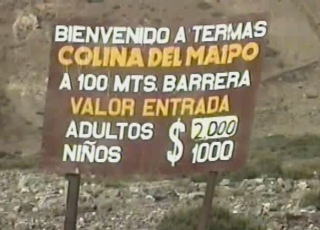 BIENVENIDO A TERMAS
COLINA DEL MAIPO
A 100 MTS. BARRERA
VALOR ENTRADA
ADULTOS $ 2,000
NIÑOS $ 1000